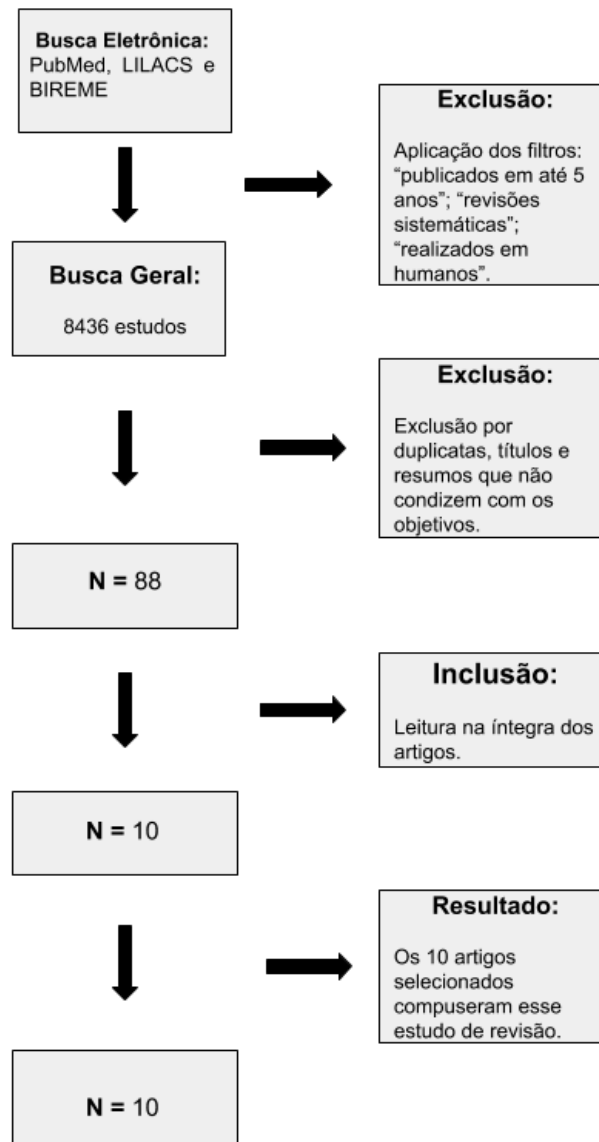 Busca Eletrônica:
PubMed, LILACS e
BIREME
Exclusão:
Aplicação dos filtros:
“publicados em até 5
anos”; “revisões
sistemáticas”;
“realizados em
humanos”.
Busca Geral:
8436 estudos
Exclusão:
Exclusão por
duplicatas, títulos e
resumos que não
condizem com os
objetivos.
N = 88
Inclusão:
Leitura na íntegra dos
artigos.
N = 10
Resultado:
Os 10 artigos
selecionados
compuseram esse
estudo de revisão.
N = 10